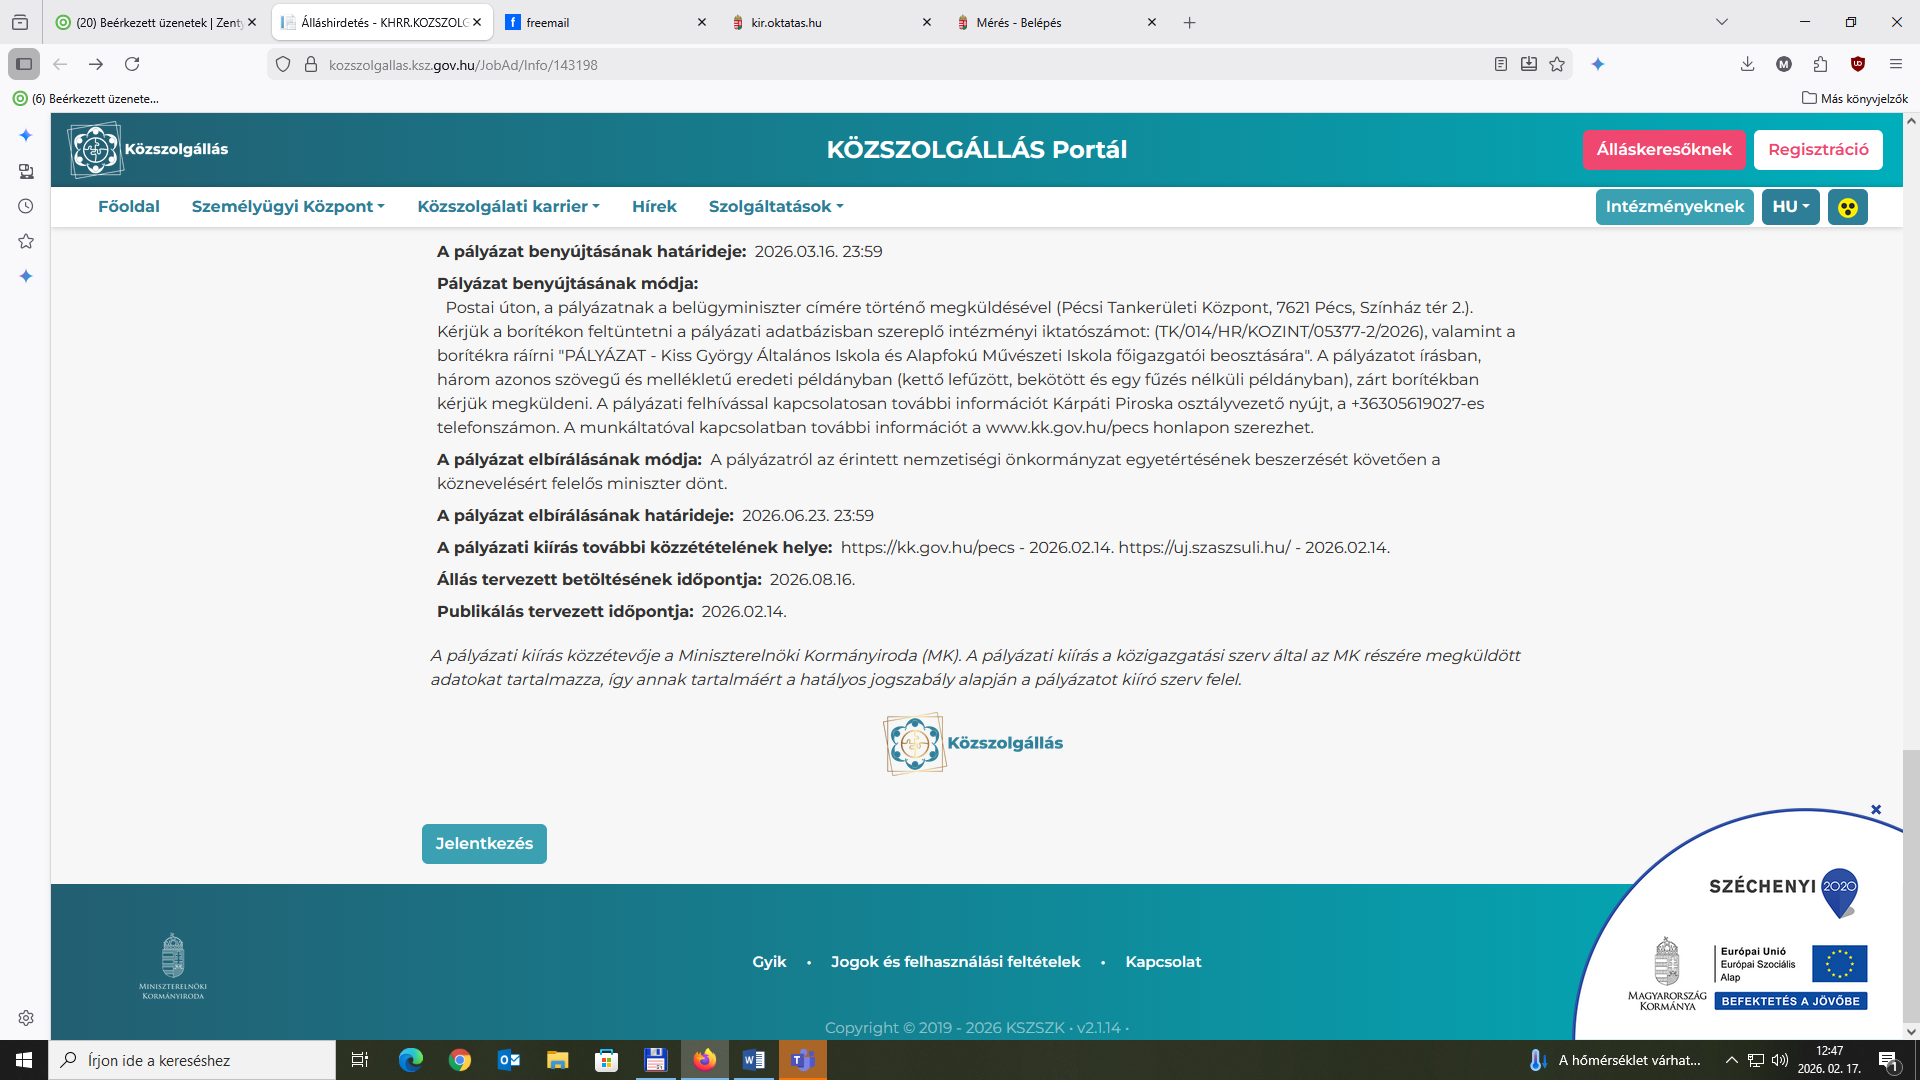 (20) Beérkezett üzenetek | Zenty
Álláshirdetés - KHRR.KOZSZOLG
freemail
kir.oktatas.hu
Mérés - Belépés
kozszolgallas.ksz.gov.hu/JobAd/Info/143198
(6) Beérkezett üzenete...
Más könyvjelzők
Közszolgállás
KÖZSZOLGÁLLÁS Portál
Álláskeresőknek
Regisztráció
Főoldal
Személyügyi Központ
Közszolgálati karrier
Hírek
Szolgáltatások
Intézményeknek
HU
A pályázat benyújtásának határideje: 2026.03.16. 23:59
Pályázat benyújtásának módja:
Postai úton, a pályázatnak a belügyminiszter címére történő megküldésével (Pécsi Tankerületi Központ, 7621 Pécs, Színház tér 2.).
Kérjük a borítékon feltüntetni a pályázati adatbázisban szereplő intézményi iktatószámot: (TK/014/HR/KOZINT/05377-2/2026), valamint a
borítékra ráírni "PÁLYÁZAT - Kiss György Általános Iskola és Alapfokú Művészeti Iskola főigazgatói beosztására". A pályázatot írásban,
három azonos szövegű és mellékletű eredeti példányban (kettő lefűzött, bekötött és egy fűzés nélküli példányban), zárt borítékban
kérjük megküldeni. A pályázati felhívással kapcsolatosan további információt Kárpáti Piroska osztályvezető nyújt, a +36305619027-es
telefonszámon. A munkáltatóval kapcsolatban további információt a www.kk.gov.hu/pecs honlapon szerezhet.
A pályázat elbírálásának módja: A pályázatról az érintett nemzetiségi önkormányzat egyetértésének beszerzését követően a
köznevelésért felelős miniszter dönt.
A pályázat elbírálásának határideje: 2026.06.23. 23:59
A pályázati kiírás további közzétételének helye: https://kk.gov.hu/pecs - 2026.02.14. https://uj.szaszsuli.hu/ - 2026.02.14.
Állás tervezett betöltésének időpontja: 2026.08.16.
Publikálás tervezett időpontja: 2026.02.14.
A pályázati kiírás közzétevője a Miniszterelnöki Kormányiroda (MK). A pályázati kiírás a közigazgatási szerv által az MK részére megküldött
adatokat tartalmazza, így annak tartalmáért a hatályos jogszabály alapján a pályázatot kiíró szerv felel.
Közszolgállás
Jelentkezés
SZÉCHENYI 2020
MINISZTERELNÖKI
KORMÁNYIRODA
Gyik • Jogok és felhasználási feltételek • Kapcsolat
Európai Unió
Európai Szociális
Alap
MAGYARORSZÁG
KORMÁNYA
BEFEKTETÉS A JÖVŐBE
Copyright © 2019 - 2026 KSZSZK • v2.1.14 •
Írjon ide a kereséshez
A hőmérséklet várhat...
12:47
2026. 02. 17.
1